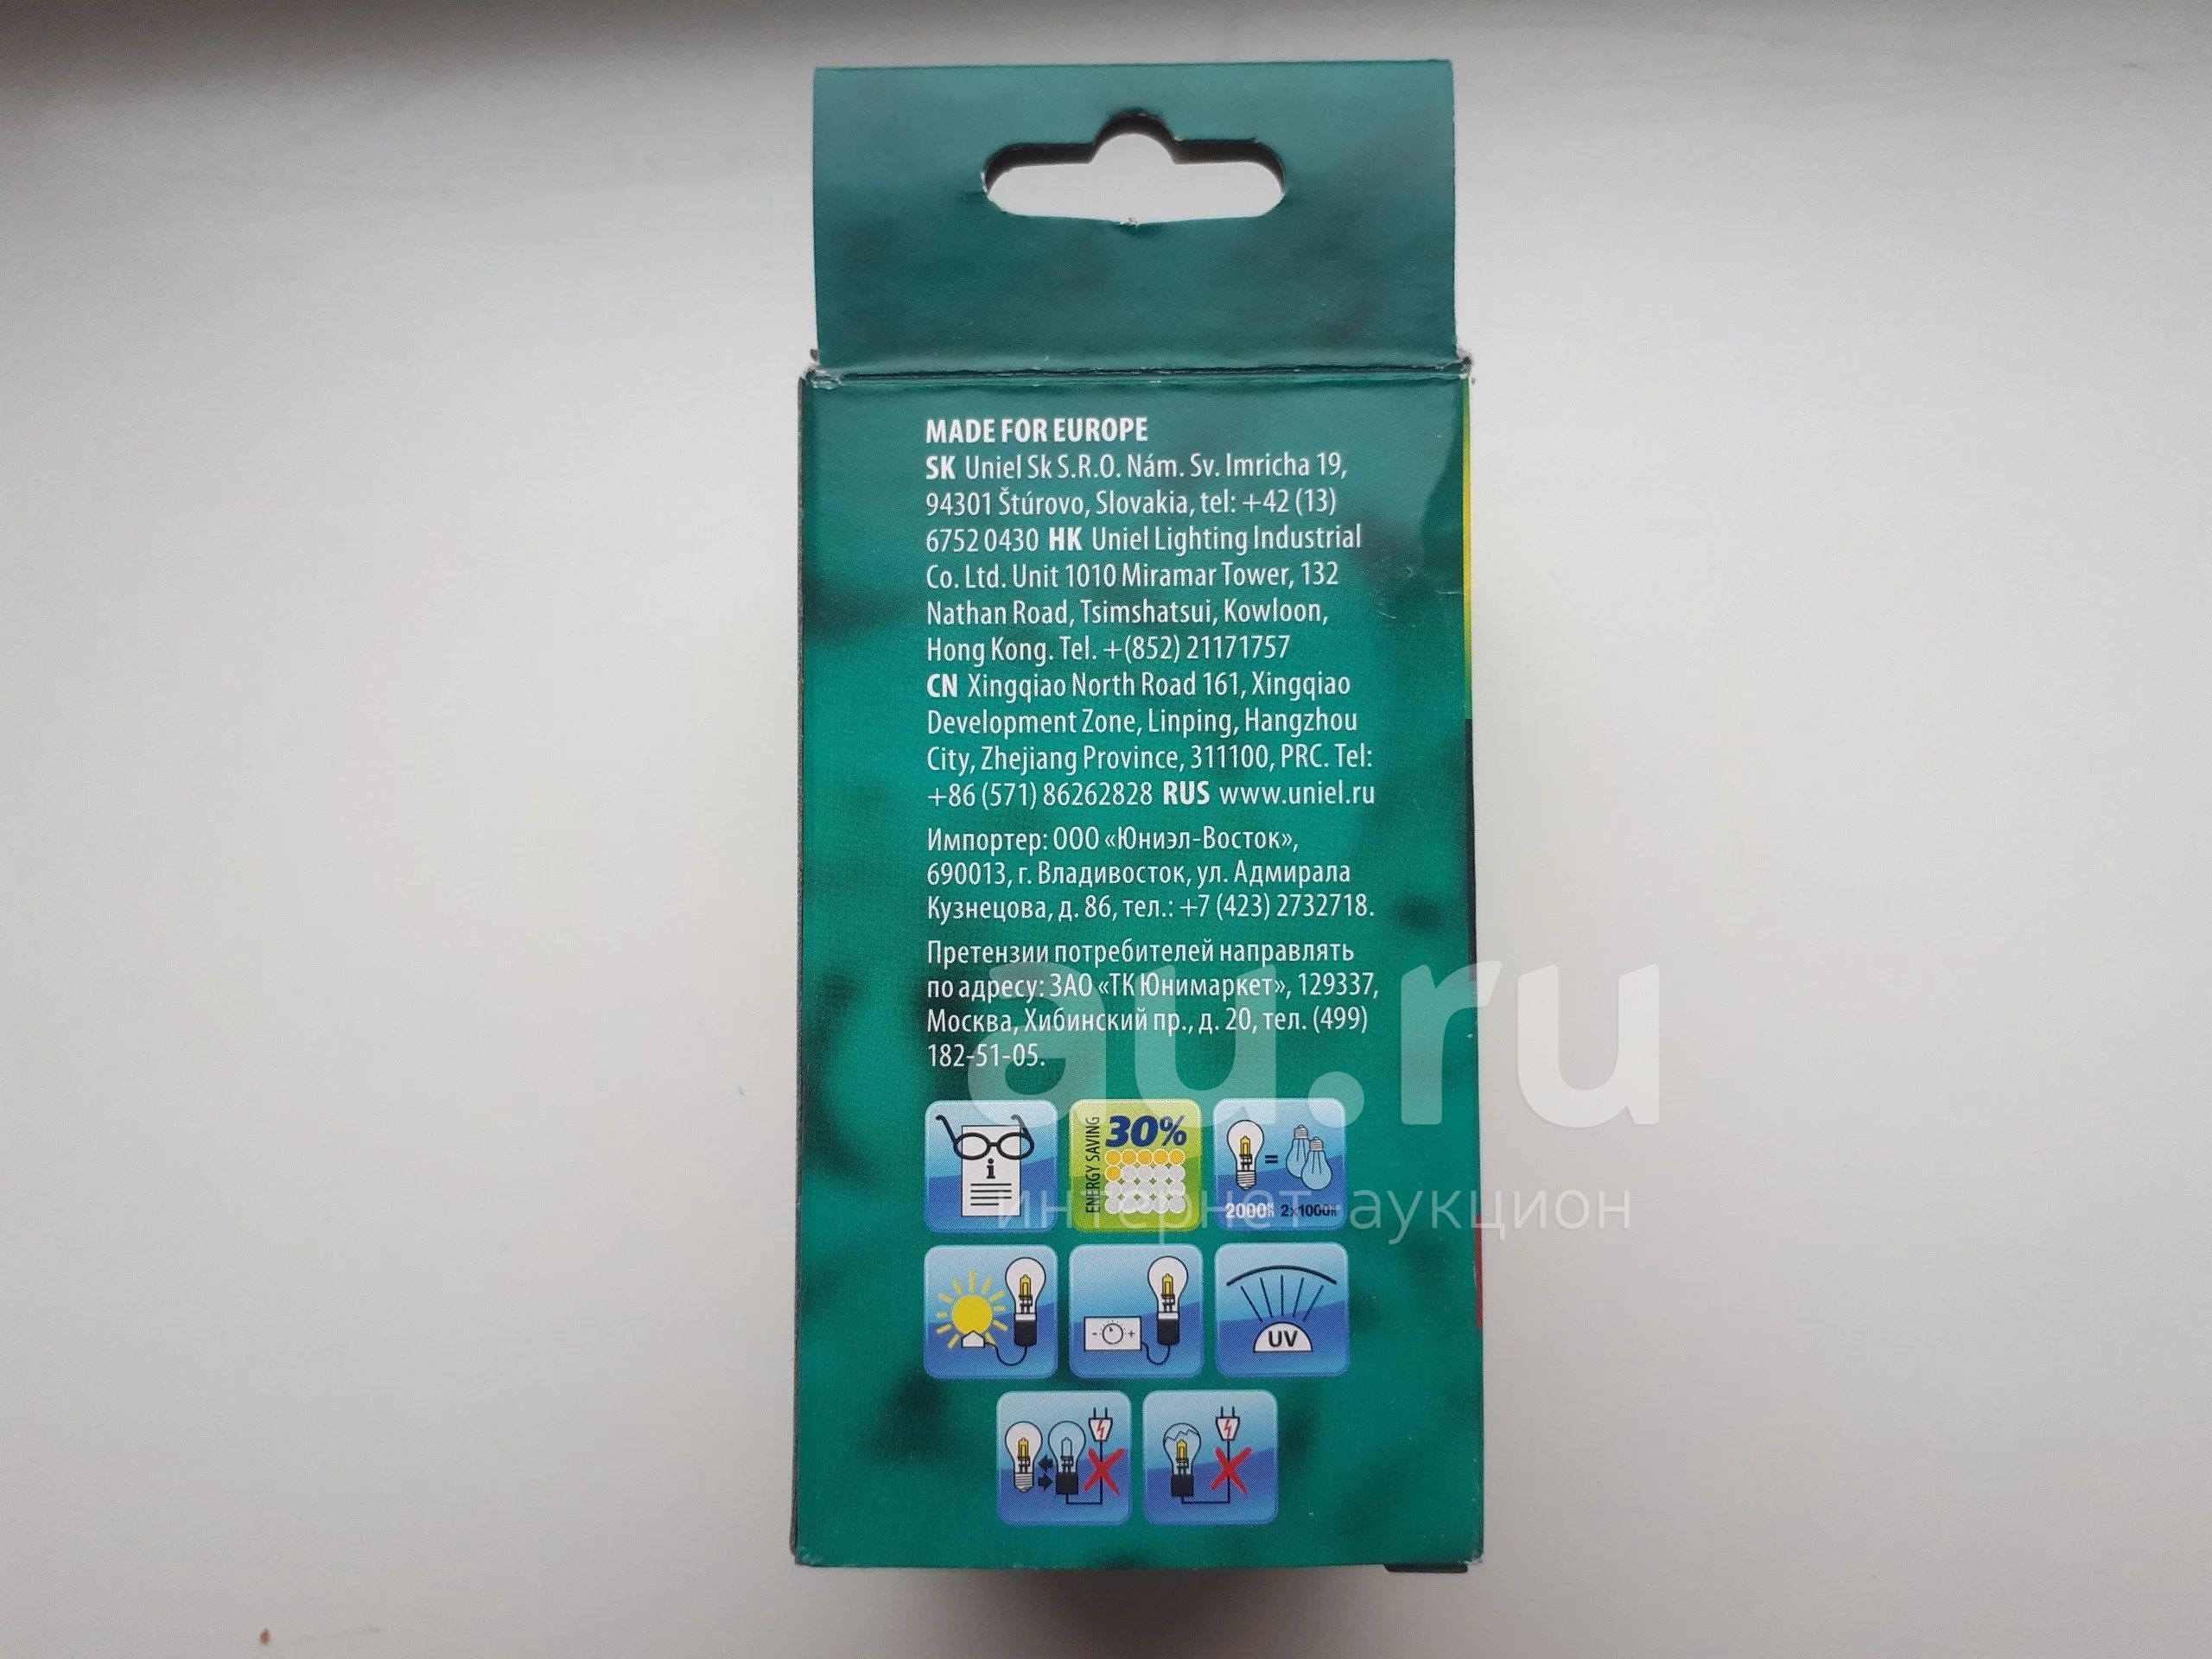 MADE FOR EUROPE
SK Uniel Sk S.R.O. Nám. Sv. Imricha 19,
94301 Štúrovo, Slovakia, tel: +42 (13)
6752 0430 HK Uniel Lighting Industrial
Co. Ltd. Unit 1010 Miramar Tower, 132
Nathan Road, Tsimshatsui, Kowloon,
Hong Kong. Tel. +(852) 21171757
CN Xingqiao North Road 161, Xingqiao
Development Zone, Linping, Hangzhou
City, Zhejiang Province, 311100, PRC. Tel:
+86 (571) 86262828 RUS www.uniel.ru
Импортер: ООО «Юниэл-Восток»,
690013, г. Владивосток, ул. Адмирала
Кузнецова, д. 86, тел.: +7 (423) 2732718.
Претензии потребителей направлять
по адресу: ЗАО «ТК Юнимаркет», 129337,
Москва, Хибинский пр., д. 20, тел. (499)
182-51-05.
au.ru
интернет-аукцион
i
ENERGY SAVING
30%
=
2000 2x1000
- +
UV